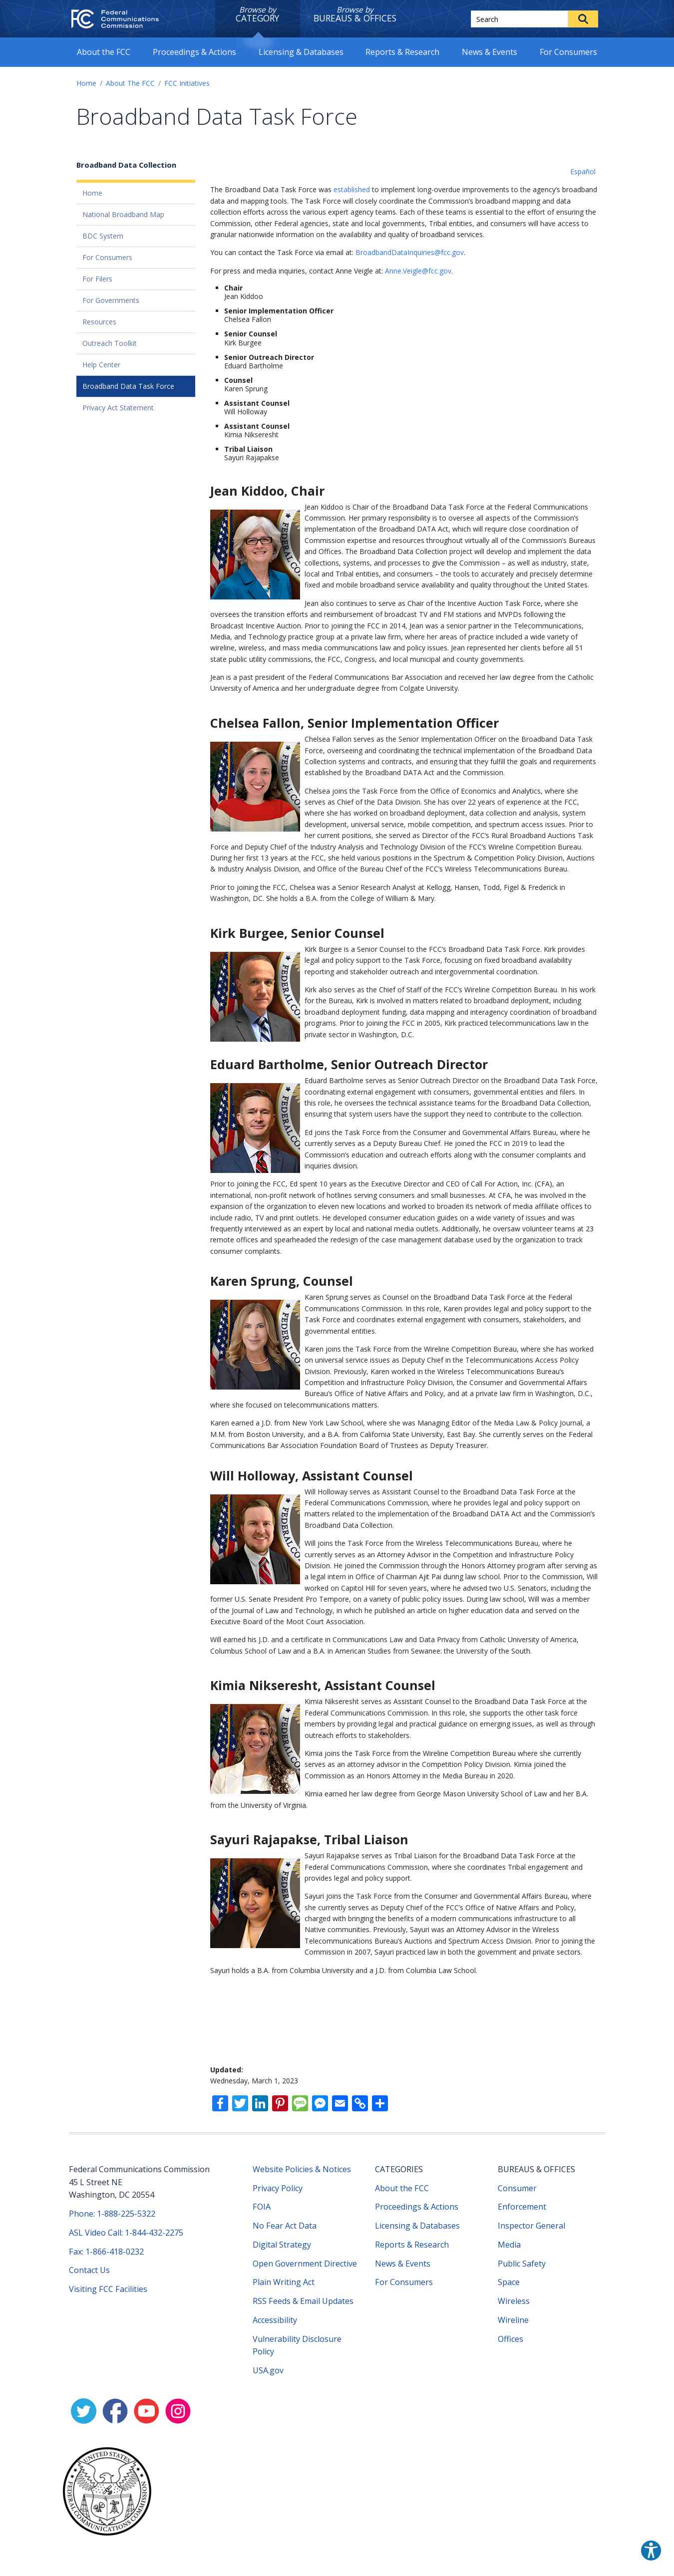 Federal
Communications
Commission
Browse by
CATEGORY
Browse by
BUREAUS & OFFICES
Search
About the FCC
Proceedings & Actions
Licensing & Databases
Reports & Research
News & Events
For Consumers
Home / About The FCC / FCC Initiatives
Broadband Data Task Force
Broadband Data Collection
Home
National Broadband Map
BDC System
For Consumers
For Filers
For Governments
Resources
Outreach Toolkit
Help Center
Broadband Data Task Force
Privacy Act Statement
Español
The Broadband Data Task Force was established to implement long-overdue improvements to the agency's broadband
data and mapping tools. The Task Force will closely coordinate the Commission's broadband mapping and data
collection efforts across the various expert agency teams. Each of these teams is essential to the effort of ensuring the
Commission, other Federal agencies, state and local governments, Tribal entities, and consumers will have access to
granular nationwide information on the availability and quality of broadband services.
You can contact the Task Force via email at: BroadbandDataInquiries@fcc.gov.
For press and media inquiries, contact Anne Veigle at: Anne.Veigle@fcc.gov.
Chair
Jean Kiddoo
Senior Implementation Officer
Chelsea Fallon
Senior Counsel
Kirk Burgee
Senior Outreach Director
Eduard Bartholme
Counsel
Karen Sprung
Assistant Counsel
Will Holloway
Assistant Counsel
Kimia Nikseresht
Tribal Liaison
Sayuri Rajapakse
Jean Kiddoo, Chair
Jean Kiddoo is Chair of the Broadband Data Task Force at the Federal Communications
Commission. Her primary responsibility is to oversee all aspects of the Commission's
implementation of the Broadband DATA Act, which will require close coordination of
Commission expertise and resources throughout virtually all of the Commission's Bureaus
and Offices. The Broadband Data Collection project will develop and implement the data
collections, systems, and processes to give the Commission – as well as industry, state,
local and Tribal entities, and consumers – the tools to accurately and precisely determine
fixed and mobile broadband service availability and quality throughout the United States.
Jean also continues to serve as Chair of the Incentive Auction Task Force, where she
oversees the transition efforts and reimbursement of broadcast TV and FM stations and MVPDs following the
Broadcast Incentive Auction. Prior to joining the FCC in 2014, Jean was a senior partner in the Telecommunications,
Media, and Technology practice group at a private law firm, where her areas of practice included a wide variety of
wireline, wireless, and mass media communications law and policy issues. Jean represented her clients before all 51
state public utility commissions, the FCC, Congress, and local municipal and county governments.
Jean is a past president of the Federal Communications Bar Association and received her law degree from the Catholic
University of America and her undergraduate degree from Colgate University.
Chelsea Fallon, Senior Implementation Officer
Chelsea Fallon serves as the Senior Implementation Officer on the Broadband Data Task
Force, overseeing and coordinating the technical implementation of the Broadband Data
Collection systems and contracts, and ensuring that they fulfill the goals and requirements
established by the Broadband DATA Act and the Commission.
Chelsea joins the Task Force from the Office of Economics and Analytics, where she
serves as Chief of the Data Division. She has over 22 years of experience at the FCC,
where she has worked on broadband deployment, data collection and analysis, system
development, universal service, mobile competition, and spectrum access issues. Prior to
her current positions, she served as Director of the FCC's Rural Broadband Auctions Task
Force and Deputy Chief of the Industry Analysis and Technology Division of the FCC's Wireline Competition Bureau.
During her first 13 years at the FCC, she held various positions in the Spectrum & Competition Policy Division, Auctions
& Industry Analysis Division, and Office of the Bureau Chief of the FCC's Wireless Telecommunications Bureau.
Prior to joining the FCC, Chelsea was a Senior Research Analyst at Kellogg, Hansen, Todd, Figel & Frederick in
Washington, DC. She holds a B.A. from the College of William & Mary.
Kirk Burgee, Senior Counsel
Kirk Burgee is a Senior Counsel to the FCC's Broadband Data Task Force. Kirk provides
legal and policy support to the Task Force, focusing on fixed broadband availability
reporting and stakeholder outreach and intergovernmental coordination.
Kirk also serves as the Chief of Staff of the FCC's Wireline Competition Bureau. In his work
for the Bureau, Kirk is involved in matters related to broadband deployment, including
broadband deployment funding, data mapping and interagency coordination of broadband
programs. Prior to joining the FCC in 2005, Kirk practiced telecommunications law in the
private sector in Washington, D.C.
Eduard Bartholme, Senior Outreach Director
Eduard Bartholme serves as Senior Outreach Director on the Broadband Data Task Force,
coordinating external engagement with consumers, governmental entities and filers. In
this role, he oversees the technical assistance teams for the Broadband Data Collection,
ensuring that system users have the support they need to contribute to the collection.
Ed joins the Task Force from the Consumer and Governmental Affairs Bureau, where he
currently serves as a Deputy Bureau Chief. He joined the FCC in 2019 to lead the
Commission's education and outreach efforts along with the consumer complaints and
inquiries division.
Prior to joining the FCC, Ed spent 10 years as the Executive Director and CEO of Call For Action, Inc. (CFA), an
international, non-profit network of hotlines serving consumers and small businesses. At CFA, he was involved in the
expansion of the organization to eleven new locations and worked to broaden its network of media affiliate offices to
include radio, TV and print outlets. He developed consumer education guides on a wide variety of issues and was
frequently interviewed as an expert by local and national media outlets. Additionally, he oversaw volunteer teams at 23
remote offices and spearheaded the redesign of the case management database used by the organization to track
consumer complaints.
Karen Sprung, Counsel
Karen Sprung serves as Counsel on the Broadband Data Task Force at the Federal
Communications Commission. In this role, Karen provides legal and policy support to the
Task Force and coordinates external engagement with consumers, stakeholders, and
governmental entities.
Karen joins the Task Force from the Wireline Competition Bureau, where she has worked
on universal service issues as Deputy Chief in the Telecommunications Access Policy
Division. Previously, Karen worked in the Wireless Telecommunications Bureau's
Competition and Infrastructure Policy Division, the Consumer and Governmental Affairs
Bureau's Office of Native Affairs and Policy, and at a private law firm in Washington, D.C.,
where she focused on telecommunications matters.
Karen earned a J.D. from New York Law School, where she was Managing Editor of the Media Law & Policy Journal, a
M.M. from Boston University, and a B.A. from California State University, East Bay. She currently serves on the Federal
Communications Bar Association Foundation Board of Trustees as Deputy Treasurer.
Will Holloway, Assistant Counsel
Will Holloway serves as Assistant Counsel to the Broadband Data Task Force at the
Federal Communications Commission, where he provides legal and policy support on
matters related to the implementation of the Broadband DATA Act and the Commission's
Broadband Data Collection.
Will joins the Task Force from the Wireless Telecommunications Bureau, where he
currently serves as an Attorney Advisor in the Competition and Infrastructure Policy
Division. He joined the Commission through the Honors Attorney program after serving as
a legal intern in Office of Chairman Ajit Pai during law school. Prior to the Commission, Will
worked on Capitol Hill for seven years, where he advised two U.S. Senators, including the
former U.S. Senate President Pro Tempore, on a variety of public policy issues. During law school, Will was a member
of the Journal of Law and Technology, in which he published an article on higher education data and served on the
Executive Board of the Moot Court Association.
Will earned his J.D. and a certificate in Communications Law and Data Privacy from Catholic University of America,
Columbus School of Law and a B.A. in American Studies from Sewanee: the University of the South.
Kimia Nikseresht, Assistant Counsel
Kimia Nikseresht serves as Assistant Counsel to the Broadband Data Task Force at the
Federal Communications Commission. In this role, she supports the other task force
members by providing legal and practical guidance on emerging issues, as well as through
outreach efforts to stakeholders.
Kimia joins the Task Force from the Wireline Competition Bureau where she currently
serves as an attorney advisor in the Competition Policy Division. Kimia joined the
Commission as an Honors Attorney in the Media Bureau in 2020.
Kimia earned her law degree from George Mason University School of Law and her B.A.
from the University of Virginia.
Sayuri Rajapakse, Tribal Liaison
Sayuri Rajapakse serves as Tribal Liaison for the Broadband Data Task Force at the
Federal Communications Commission, where she coordinates Tribal engagement and
provides legal and policy support.
Sayuri joins the Task Force from the Consumer and Governmental Affairs Bureau, where
she currently serves as Deputy Chief of the FCC's Office of Native Affairs and Policy,
charged with bringing the benefits of a modern communications infrastructure to all
Native communities. Previously, Sayuri was an Attorney Advisor in the Wireless
Telecommunications Bureau's Auctions and Spectrum Access Division. Prior to joining the
Commission in 2007, Sayuri practiced law in both the government and private sectors.
Sayuri holds a B.A. from Columbia University and a J.D. from Columbia Law School.
Updated:
Wednesday, March 1, 2023
Federal Communications Commission
45 L Street NE
Washington, DC 20554
Phone: 1-888-225-5322
ASL Video Call: 1-844-432-2275
Fax: 1-866-418-0232
Contact Us
Visiting FCC Facilities
Website Policies & Notices
Privacy Policy
FOIA
No Fear Act Data
Digital Strategy
Open Government Directive
Plain Writing Act
RSS Feeds & Email Updates
Accessibility
Vulnerability Disclosure
Policy
USA.gov
CATEGORIES
About the FCC
Proceedings & Actions
Licensing & Databases
Reports & Research
News & Events
For Consumers
BUREAUS & OFFICES
Consumer
Enforcement
Inspector General
Media
Public Safety
Space
Wireless
Wireline
Offices
UNITED STATES OF AMERICA
FEDERAL COMMUNICATIONS COMMISSION